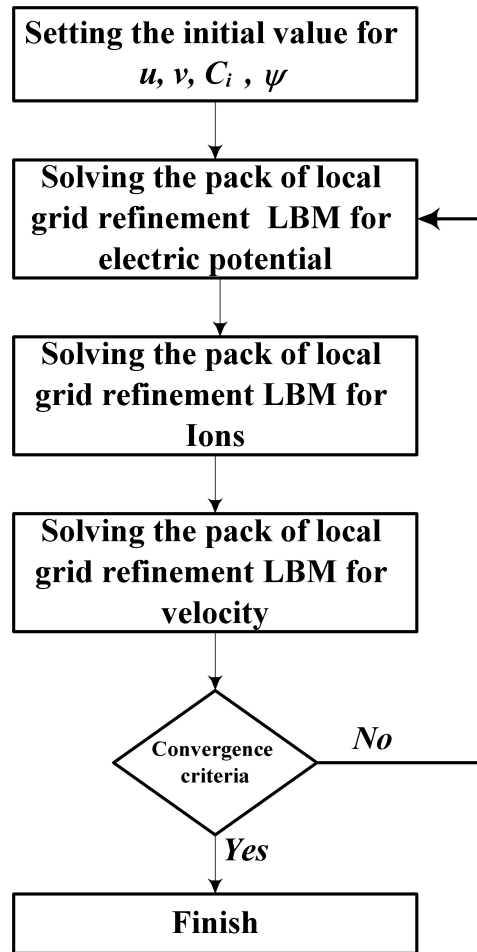 Setting the initial value for
u, v, Cᵢ , ψ
Solving the pack of local
grid refinement LBM for
electric potential
Solving the pack of local
grid refinement LBM for
Ions
Solving the pack of local
grid refinement LBM for
velocity
Convergence
criteria
No
Yes
Finish